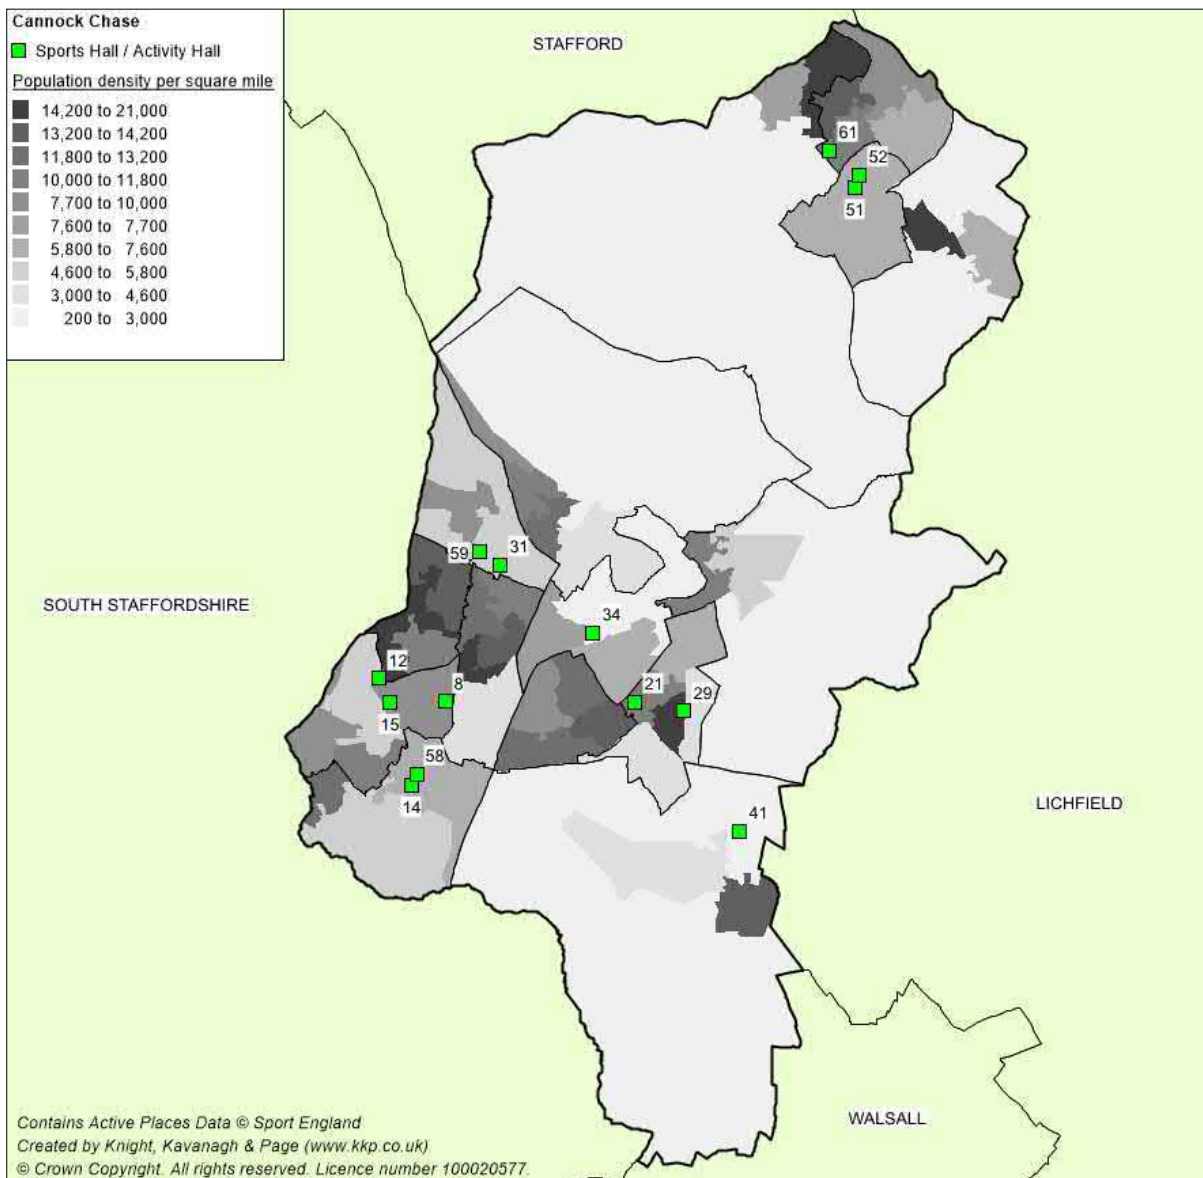 Cannock Chase
Sports Hall / Activity Hall
Population density per square mile
14,200 to 21,000
13,200 to 14,200
11,800 to 13,200
10,000 to 11,800
7,700 to 10,000
7,600 to 7,700
5,800 to 7,600
4,600 to 5,800
3,000 to 4,600
200 to 3,000
STAFFORD
61
52
51
59
31
SOUTH STAFFORDSHIRE
34
12
8
21
29
15
58
14
41
LICHFIELD
WALSALL
Contains Active Places Data © Sport England
Created by Knight, Kavanagh & Page (www.kkp.co.uk)
© Crown Copyright. All rights reserved. Licence number 100020577.